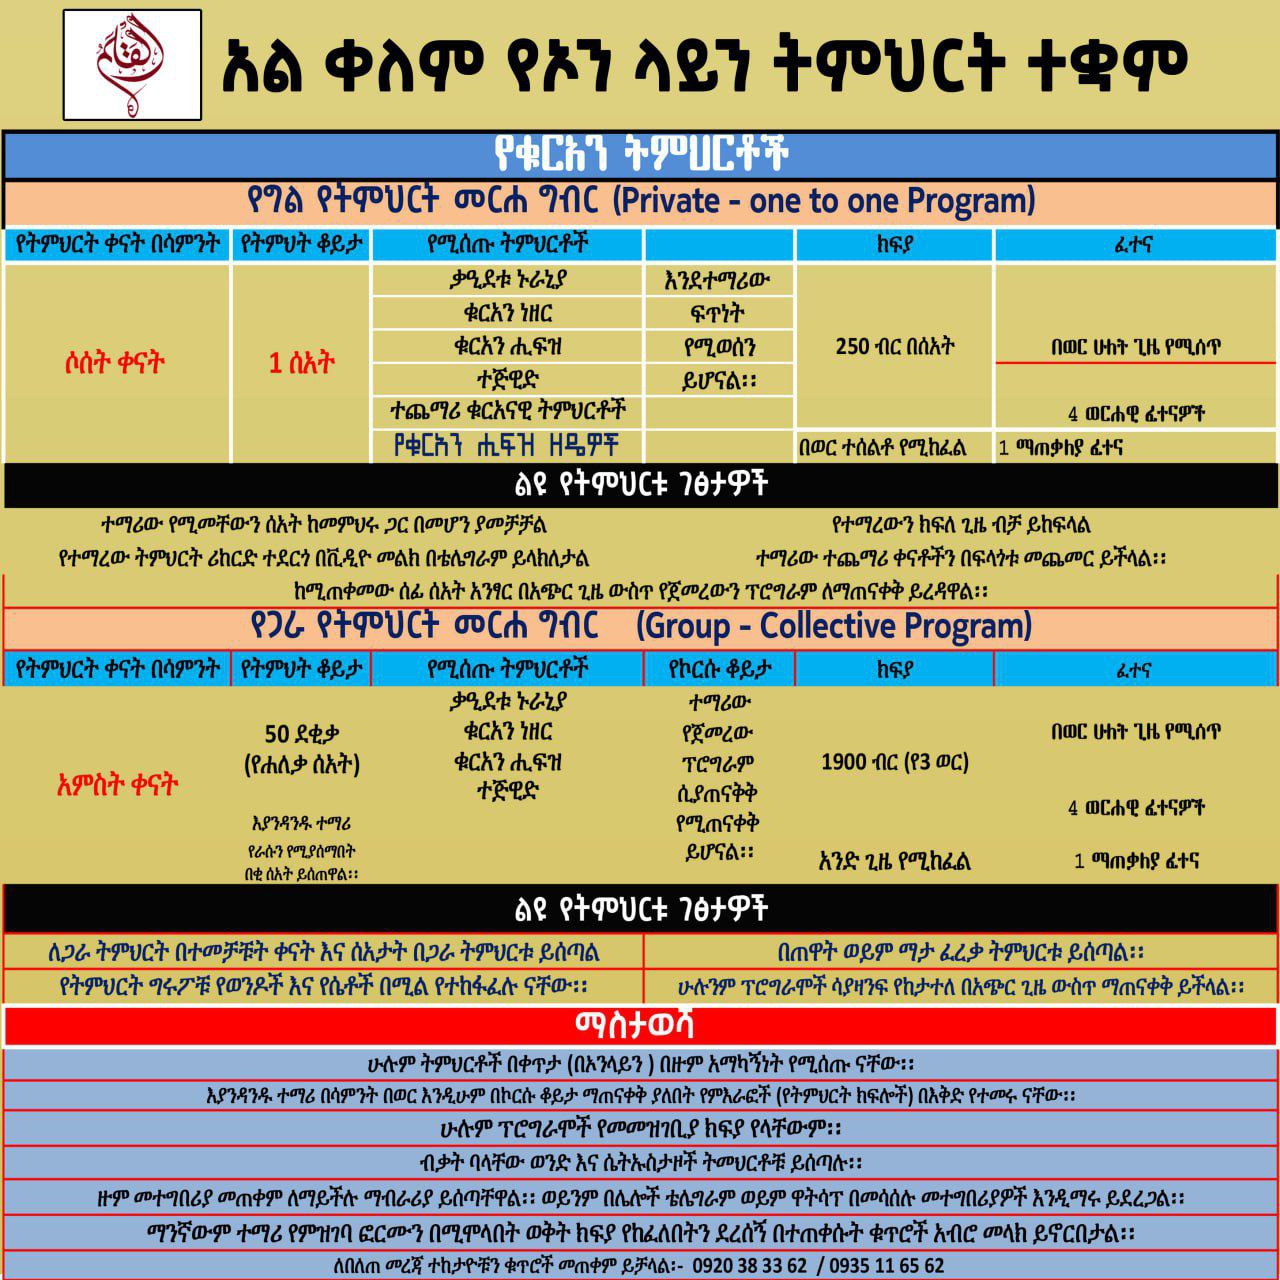 القلم
አል ቀለም የኦን ላይን ትምህርት ተቋም
የቁርአን ትምህርቶች
የግል የትምህርት መርሐ ግብር (Private - one to one Program)
የትምህርት ቀናት በሳምንት የትምህት ቆይታ የሚሰጡ ትምህርቶች ክፍያ ፈተና
ሶስት ቀናት
1 ሰአት
ቃዒደቱ ኑራኒያ
ቁርአን ነዘር
ቁርአን ሒፍዝ
ተጅዊድ
ተጨማሪ ቁርአናዊ ትምህርቶች
የቁርአን ሒፍዝ ዘዴዎች
እንደተማሪው
ፍጥነት
የሚወሰን
ይሆናል፡፡
250 ብር በሰአት
በወር ተሰልቶ የሚከፈል
በወር ሁለት ጊዜ የሚሰጥ
4 ወርሐዊ ፈተናዎች
1 ማጠቃለያ ፈተና
ልዩ የትምህርቱ ገፅታዎች
ተማሪው የሚመቸውን ሰአት ከመምህሩ ጋር በመሆን ያመቻቻል
የተማረውን ክፍለ ጊዜ ብቻ ይከፍላል
የተማረው ትምህርት ሪከርድ ተደርጎ በቪዲዮ መልክ በቴሌግራም ይላክለታል
ተማሪው ተጨማሪ ቀናቶችን በፍላጎቱ መጨመር ይችላል፡፡
ከሚጠቀመው ሰፊ ሰአት አንፃር በአጭር ጊዜ ውስጥ የጀመረውን ፕሮግራም ለማጠናቀቅ ይረዳዋል፡፡
የጋራ የትምህርት መርሐ ግብር (Group - Collective Program)
የትምህርት ቀናት በሳምንት የትምህት ቆይታ የሚሰጡ ትምህርቶች የኮርሱ ቆይታ ክፍያ ፈተና
አምስት ቀናት
50 ደቂቃ
(የሐለቃ ሰአት)
እያንዳንዱ ተማሪ
የራሱን የሚያሰማበት
በቂ ሰአት ይሰጠዋል፡፡
ቃዒደቱ ኑራኒያ
ቁርአን ነዘር
ቁርአን ሒፍዝ
ተጅዊድ
ተማሪው
የጀመረው
ፕሮግራም
ሲያጠናቅቅ
የሚጠናቀቅ
ይሆናል፡፡
1900 ብር (የ3 ወር)
አንድ ጊዜ የሚከፈል
በወር ሁለት ጊዜ የሚሰጥ
4 ወርሐዊ ፈተናዎች
1 ማጠቃለያ ፈተና
ልዩ የትምህርቱ ገፅታዎች
ለጋራ ትምህርት በተመቻቹት ቀናት እና ሰአታት በጋራ ትምህርቱ ይሰጣል
በጠዋት ወይም ማታ ፈረቃ ትምህርቱ ይሰጣል፡፡
የትምህርት ግሩፖቹ የወንዶች እና የሴቶች በሚል የተከፋፈሉ ናቸው፡፡
ሁሉንም ፕሮግራሞች ሳያዛንፍ የከታተለ በአጭር ጊዜ ውስጥ ማጠናቀቅ ይችላል፡፡
ማስታወሻ
ሁሉም ትምህርቶች በቀጥታ (በኦንላይን ) በዙም አማካኝነት የሚሰጡ ናቸው፡፡
እያንዳንዱ ተማሪ በሳምንት በወር እንዲሁም በኮርሱ ቆይታ ማጠናቀቅ ያለበት የምእራፎች (የትምህርት ክፍሎች) በእቅድ የተመሩ ናቸው፡፡
ሁሉም ፕሮግራሞች የመመዝገቢያ ክፍያ የላቸውም፡፡
ብቃት ባላቸው ወንድ እና ሴትኡስታዞች ትመህርቶቹ ይሰጣሉ፡፡
ዙም መተግበሪያ መጠቀም ለማይችሉ ማብራሪያ ይሰጣቸዋል፡፡ ወይንም በሌሎች ቴሌግራም ወይም ዋትሳፕ በመሳሰሉ መተግበሪያዎች እንዲማሩ ይደረጋል፡፡
ማንኛውም ተማሪ የምዝገባ ፎርሙን በሚሞላበት ወቅት ክፍያ የከፈለበትን ደረሰኝ በተጠቀሱት ቁጥሮች አብሮ መላክ ይኖርበታል፡፡
ለበለጠ መረጃ ተከታዮቹን ቁጥሮች መጠቀም ይቻላል፡- 0920 38 33 62 / 0935 11 65 62